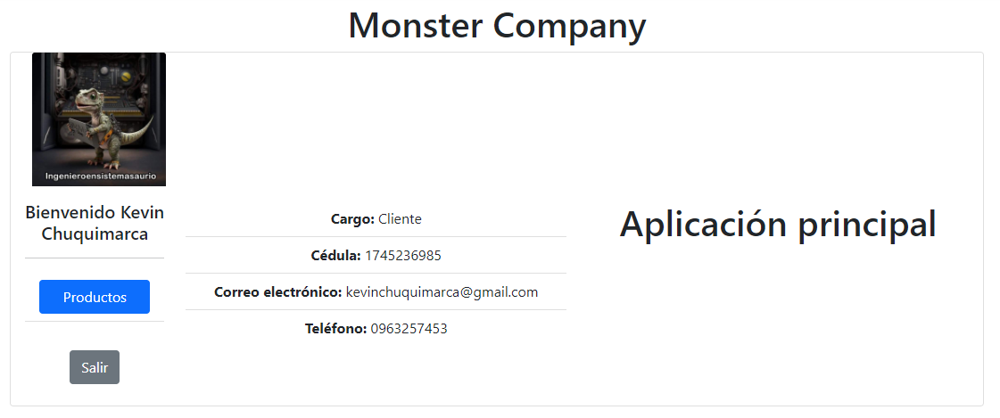 Monster Company
Ingenieroensistemasaurio
Bienvenido Kevin
Chuquimarca
Productos
Salir
Cargo: Cliente
Cédula: 1745236985
Correo electrónico: kevinchuquimarca@gmail.com
Teléfono: 0963257453
Aplicación principal